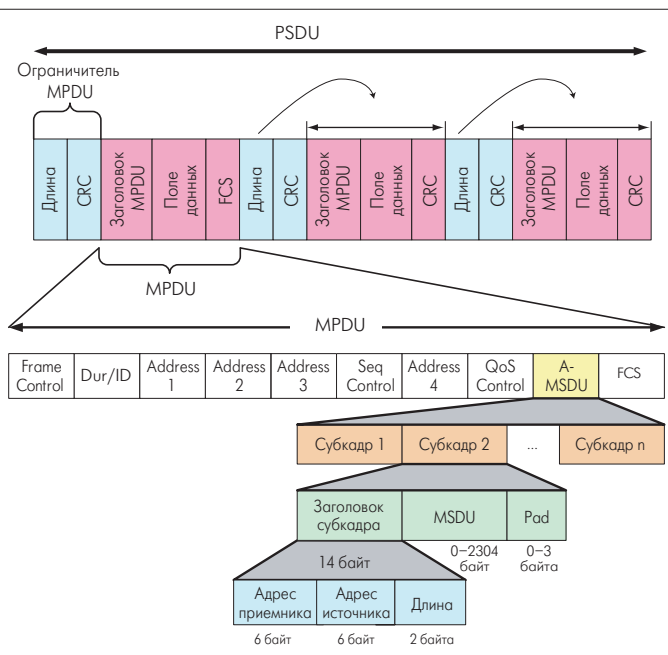 PSDU
Ограничитель
MPDU
Длина
CRC
Заголовок
MPDU
Поле
данных
FCS
Длина
CRC
Заголовок
MPDU
Поле
данных
CRC
Длина
CRC
Заголовок
MPDU
Поле
данных
CRC
MPDU
MPDU
Frame
Control
Dur/ID
Address
1
Address
2
Address
3
Seq
Control
Address
4
QoS
Control
A-
MSDU
FCS
Субкадр 1
Субкадр 2
...
Субкадр n
Заголовок
субкадра
MSDU
Pad
14 байт
0–2304
байт
0–3
байта
Адрес
приемника
Адрес
источника
Длина
6 байт
6 байт
2 байта